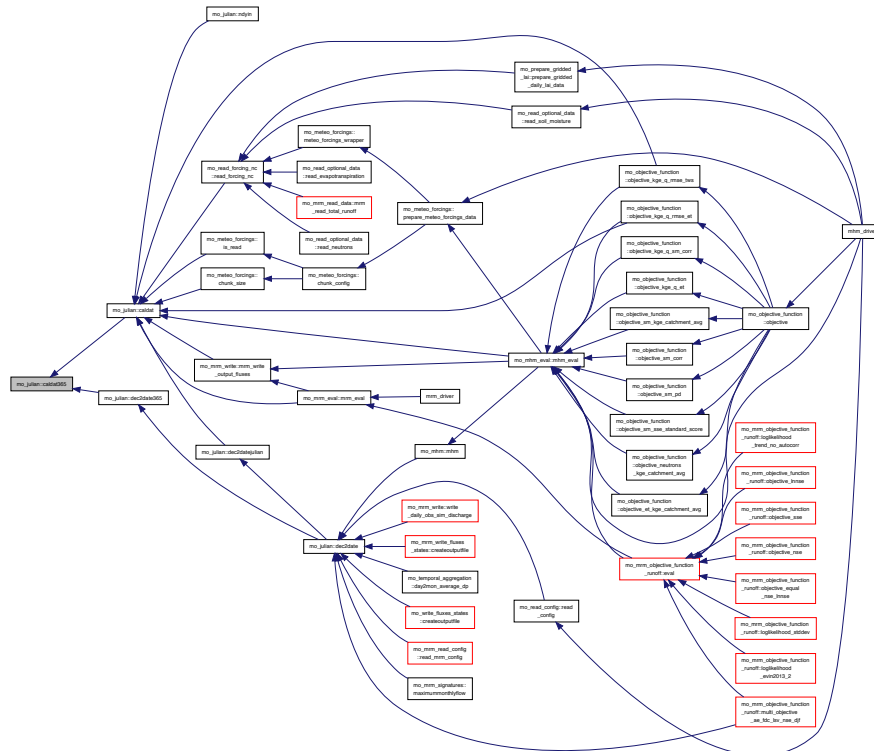 mo_julian::ndyin
mo_prepare_gridded
_lai::prepare_gridded
_daily_lai_data
mo_read_optional_data
::read_soil_moisture
mo_meteo_forcings::
meteo_forcings_wrapper
mo_read_forcing_nc
::read_forcing_nc
mo_read_optional_data
::read_evapotranspiration
mo_objective_function
::objective_kge_q_rmse_tws
mo_mrm_read_data::mrm
_read_total_runoff
mo_meteo_forcings::
prepare_meteo_forcings_data
mo_objective_function
::objective_kge_q_rmse_et
mhm_driver
mo_read_optional_data
::read_neutrons
mo_meteo_forcings::
is_read
mo_objective_function
::objective_kge_q_sm_corr
mo_meteo_forcings::
chunk_size
mo_meteo_forcings::
chunk_config
mo_objective_function
::objective_kge_q_et
mo_julian::caldat
mo_objective_function
::objective_sm_kge_catchment_avg
mo_objective_function
::objective
mo_objective_function
::objective_sm_corr
mo_mrm_write::mrm_write
_output_fluxes
mo_mhm_eval::mhm_eval
mo_julian::caldat365
mo_julian::dec2date365
mo_mrm_eval::mrm_eval
mrm_driver
mo_objective_function
::objective_sm_pd
mo_objective_function
::objective_sm_sse_standard_score
mo_julian::dec2datejulian
mo_mhm::mhm
mo_objective_function
::objective_neutrons
_kge_catchment_avg
mo_mrm_objective_function
_runoff::loglikelihood
_trend_no_autocorr
mo_objective_function
::objective_et_kge_catchment_avg
mo_mrm_objective_function
_runoff::objective_lnnse
mo_mrm_write::write
_daily_obs_sim_discharge
mo_mrm_objective_function
_runoff::objective_sse
mo_julian::dec2date
mo_mrm_write_fluxes
_states::createoutputfile
mo_mrm_objective_function
_runoff::objective_nse
mo_mrm_objective_function
_runoff::eval
mo_temporal_aggregation
::day2mon_average_dp
mo_mrm_objective_function
_runoff::objective_equal
_nse_lnnse
mo_write_fluxes_states
::createoutputfile
mo_read_config::read
_config
mo_mrm_objective_function
_runoff::loglikelihood_stddev
mo_mrm_read_config
::read_mrm_config
mo_mrm_objective_function
_runoff::loglikelihood
_evin2013_2
mo_mrm_signatures::
maximummonthlyflow
mo_mrm_objective_function
_runoff::multi_objective
_ae_fdc_lsv_nse_djf